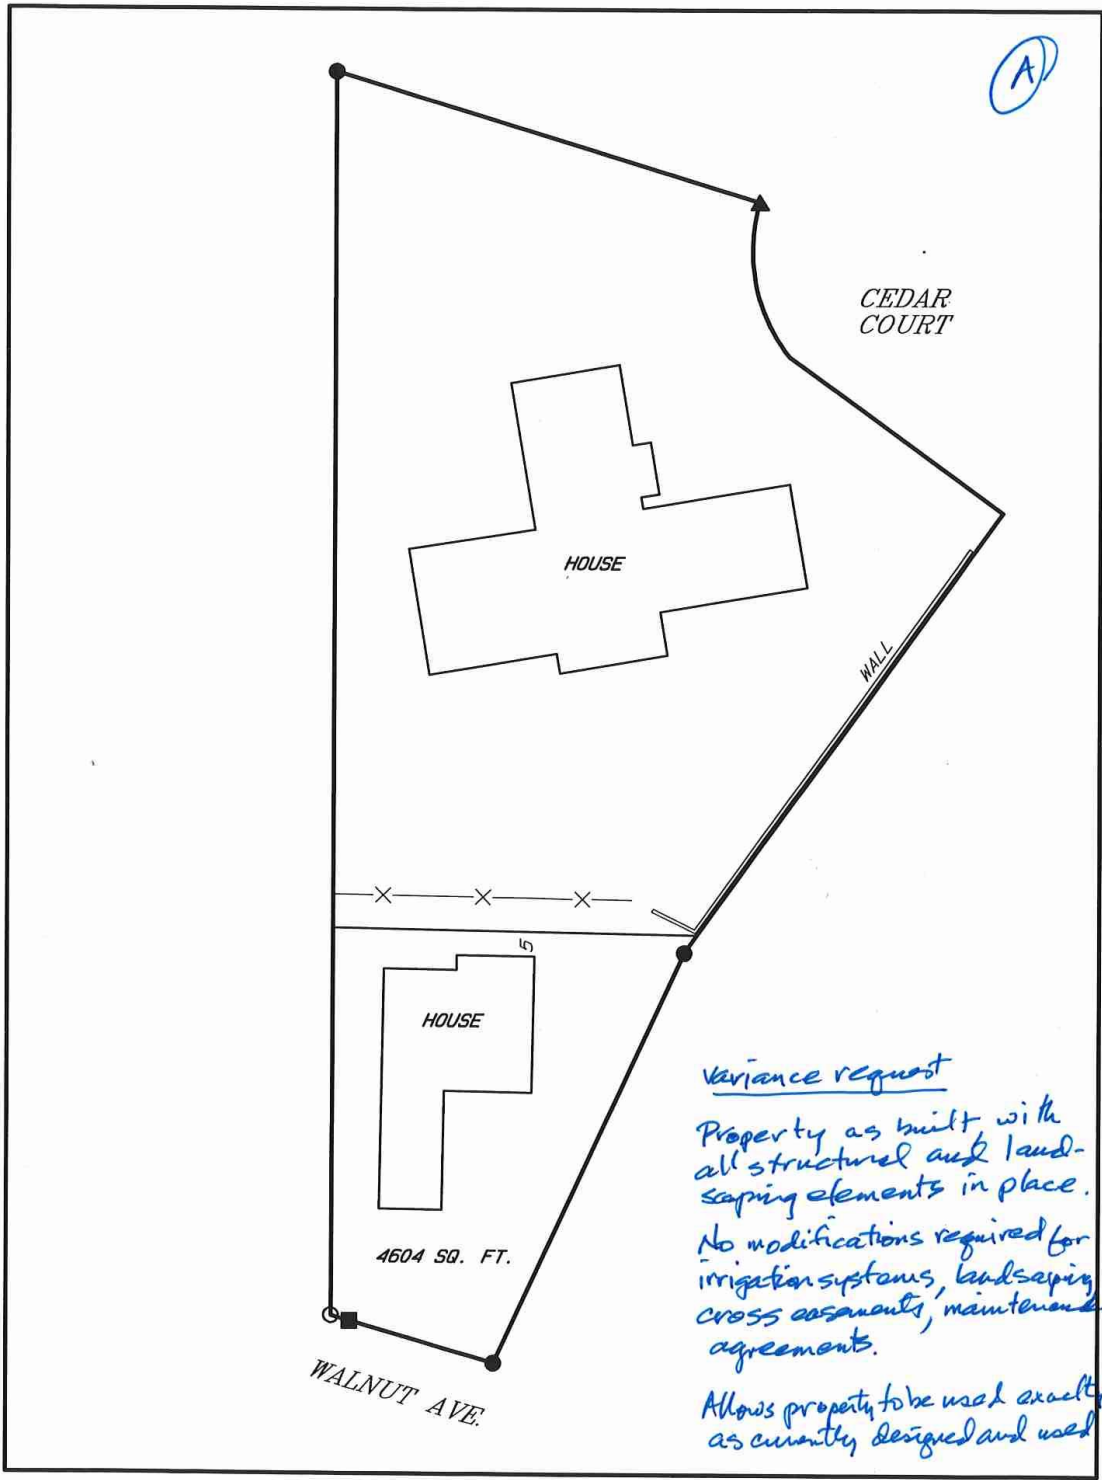 A
CEDAR
COURT
HOUSE
WALL
5
HOUSE
4604 SQ. FT.
WALNUT AVE.
Variance request
Property as built with
all structural and land-
scaping elements in place.
No modifications required for
irrigation systems, landsaping
cross easements, maintenance
agreements.
Allows property to be used exactly
as currently designed and used